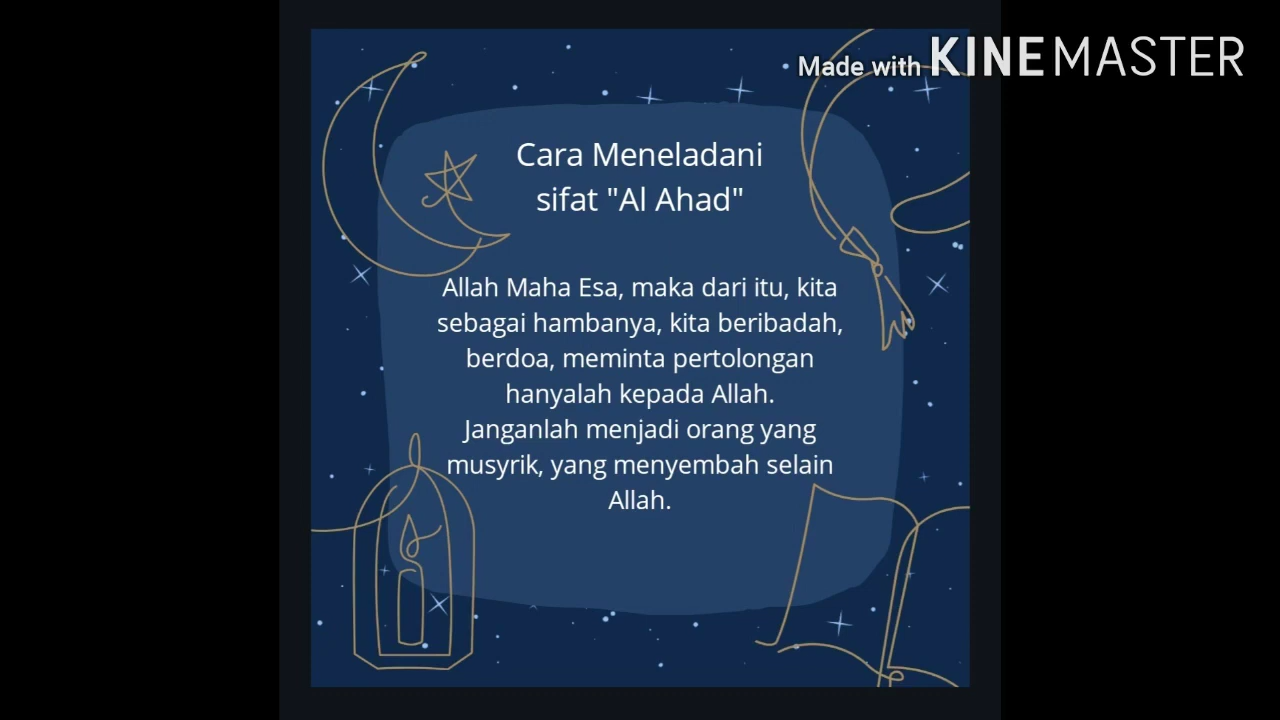 Made with KINEMASTER
Cara Meneladani
sifat "Al Ahad"
Allah Maha Esa, maka dari itu, kita
sebagai hambanya, kita beribadah,
berdoa, meminta pertolongan
hanyalah kepada Allah.
Janganlah menjadi orang yang
musyrik, yang menyembah selain
Allah.